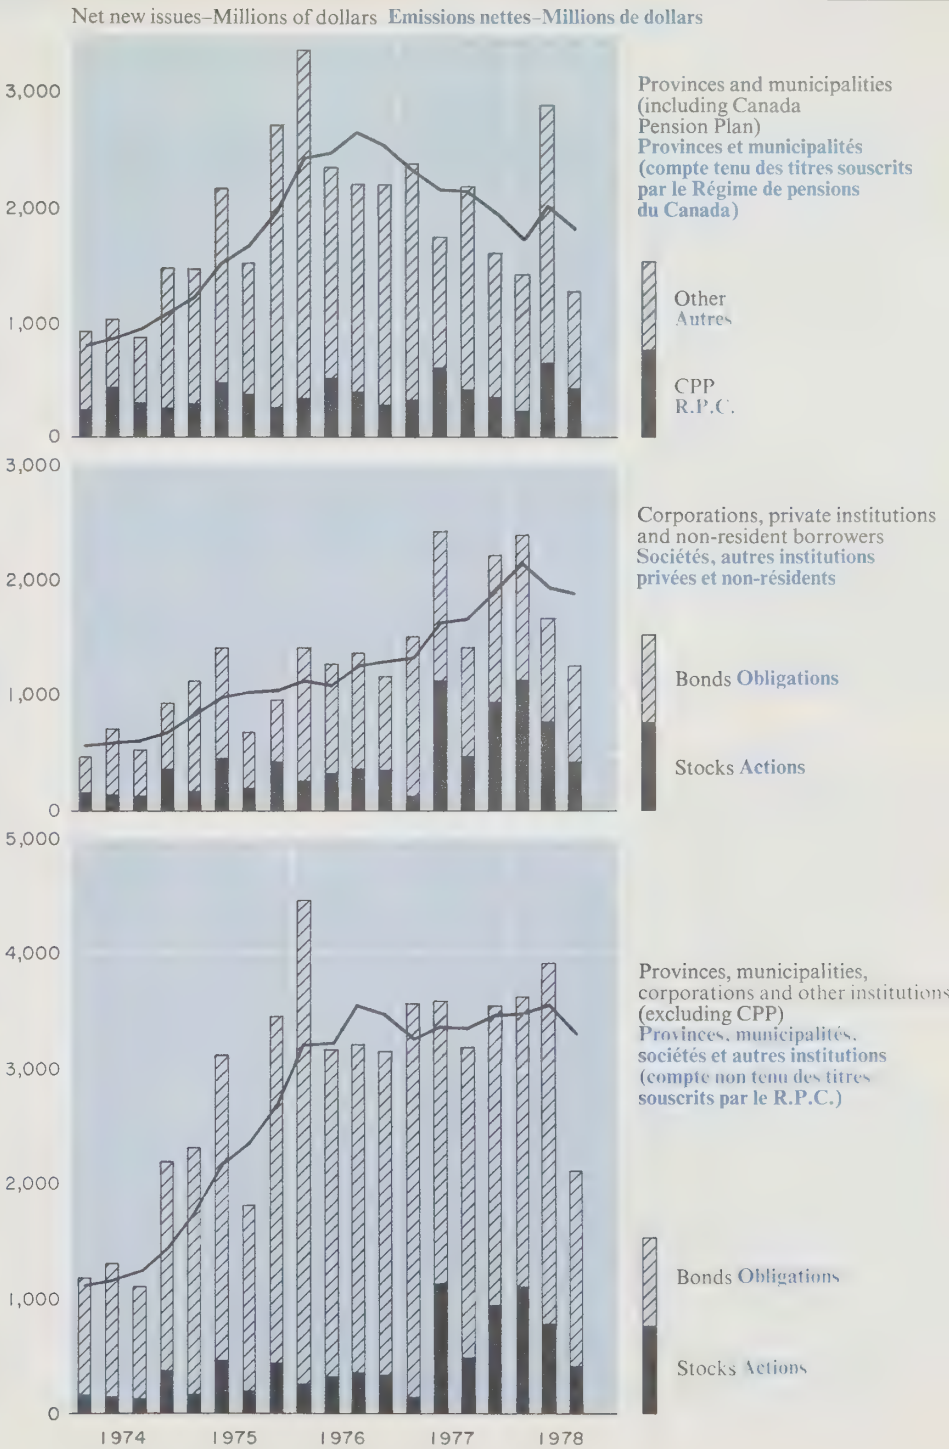 Net new issues–Millions of dollars Emissions nettes–Millions de dollars
3,000
2,000
1,000
0
Provinces and municipalities
(including Canada
Pension Plan)
Provinces et municipalités
(compte tenu des titres souscrits
par le Régime de pensions
du Canada)
Other
Autres
CPP
R.P.C.
3,000
2,000
1,000
0
Corporations, private institutions
and non-resident borrowers
Sociétés, autres institutions
privées et non-résidents
Bonds Obligations
Stocks Actions
5,000
4,000
3,000
2,000
1,000
0
Provinces, municipalities,
corporations and other institutions
(excluding CPP)
Provinces, municipalités,
sociétés et autres institutions
(compte non tenu des titres
souscrits par le R.P.C.)
Bonds Obligations
Stocks Actions
1974 1975 1976 1977 1978